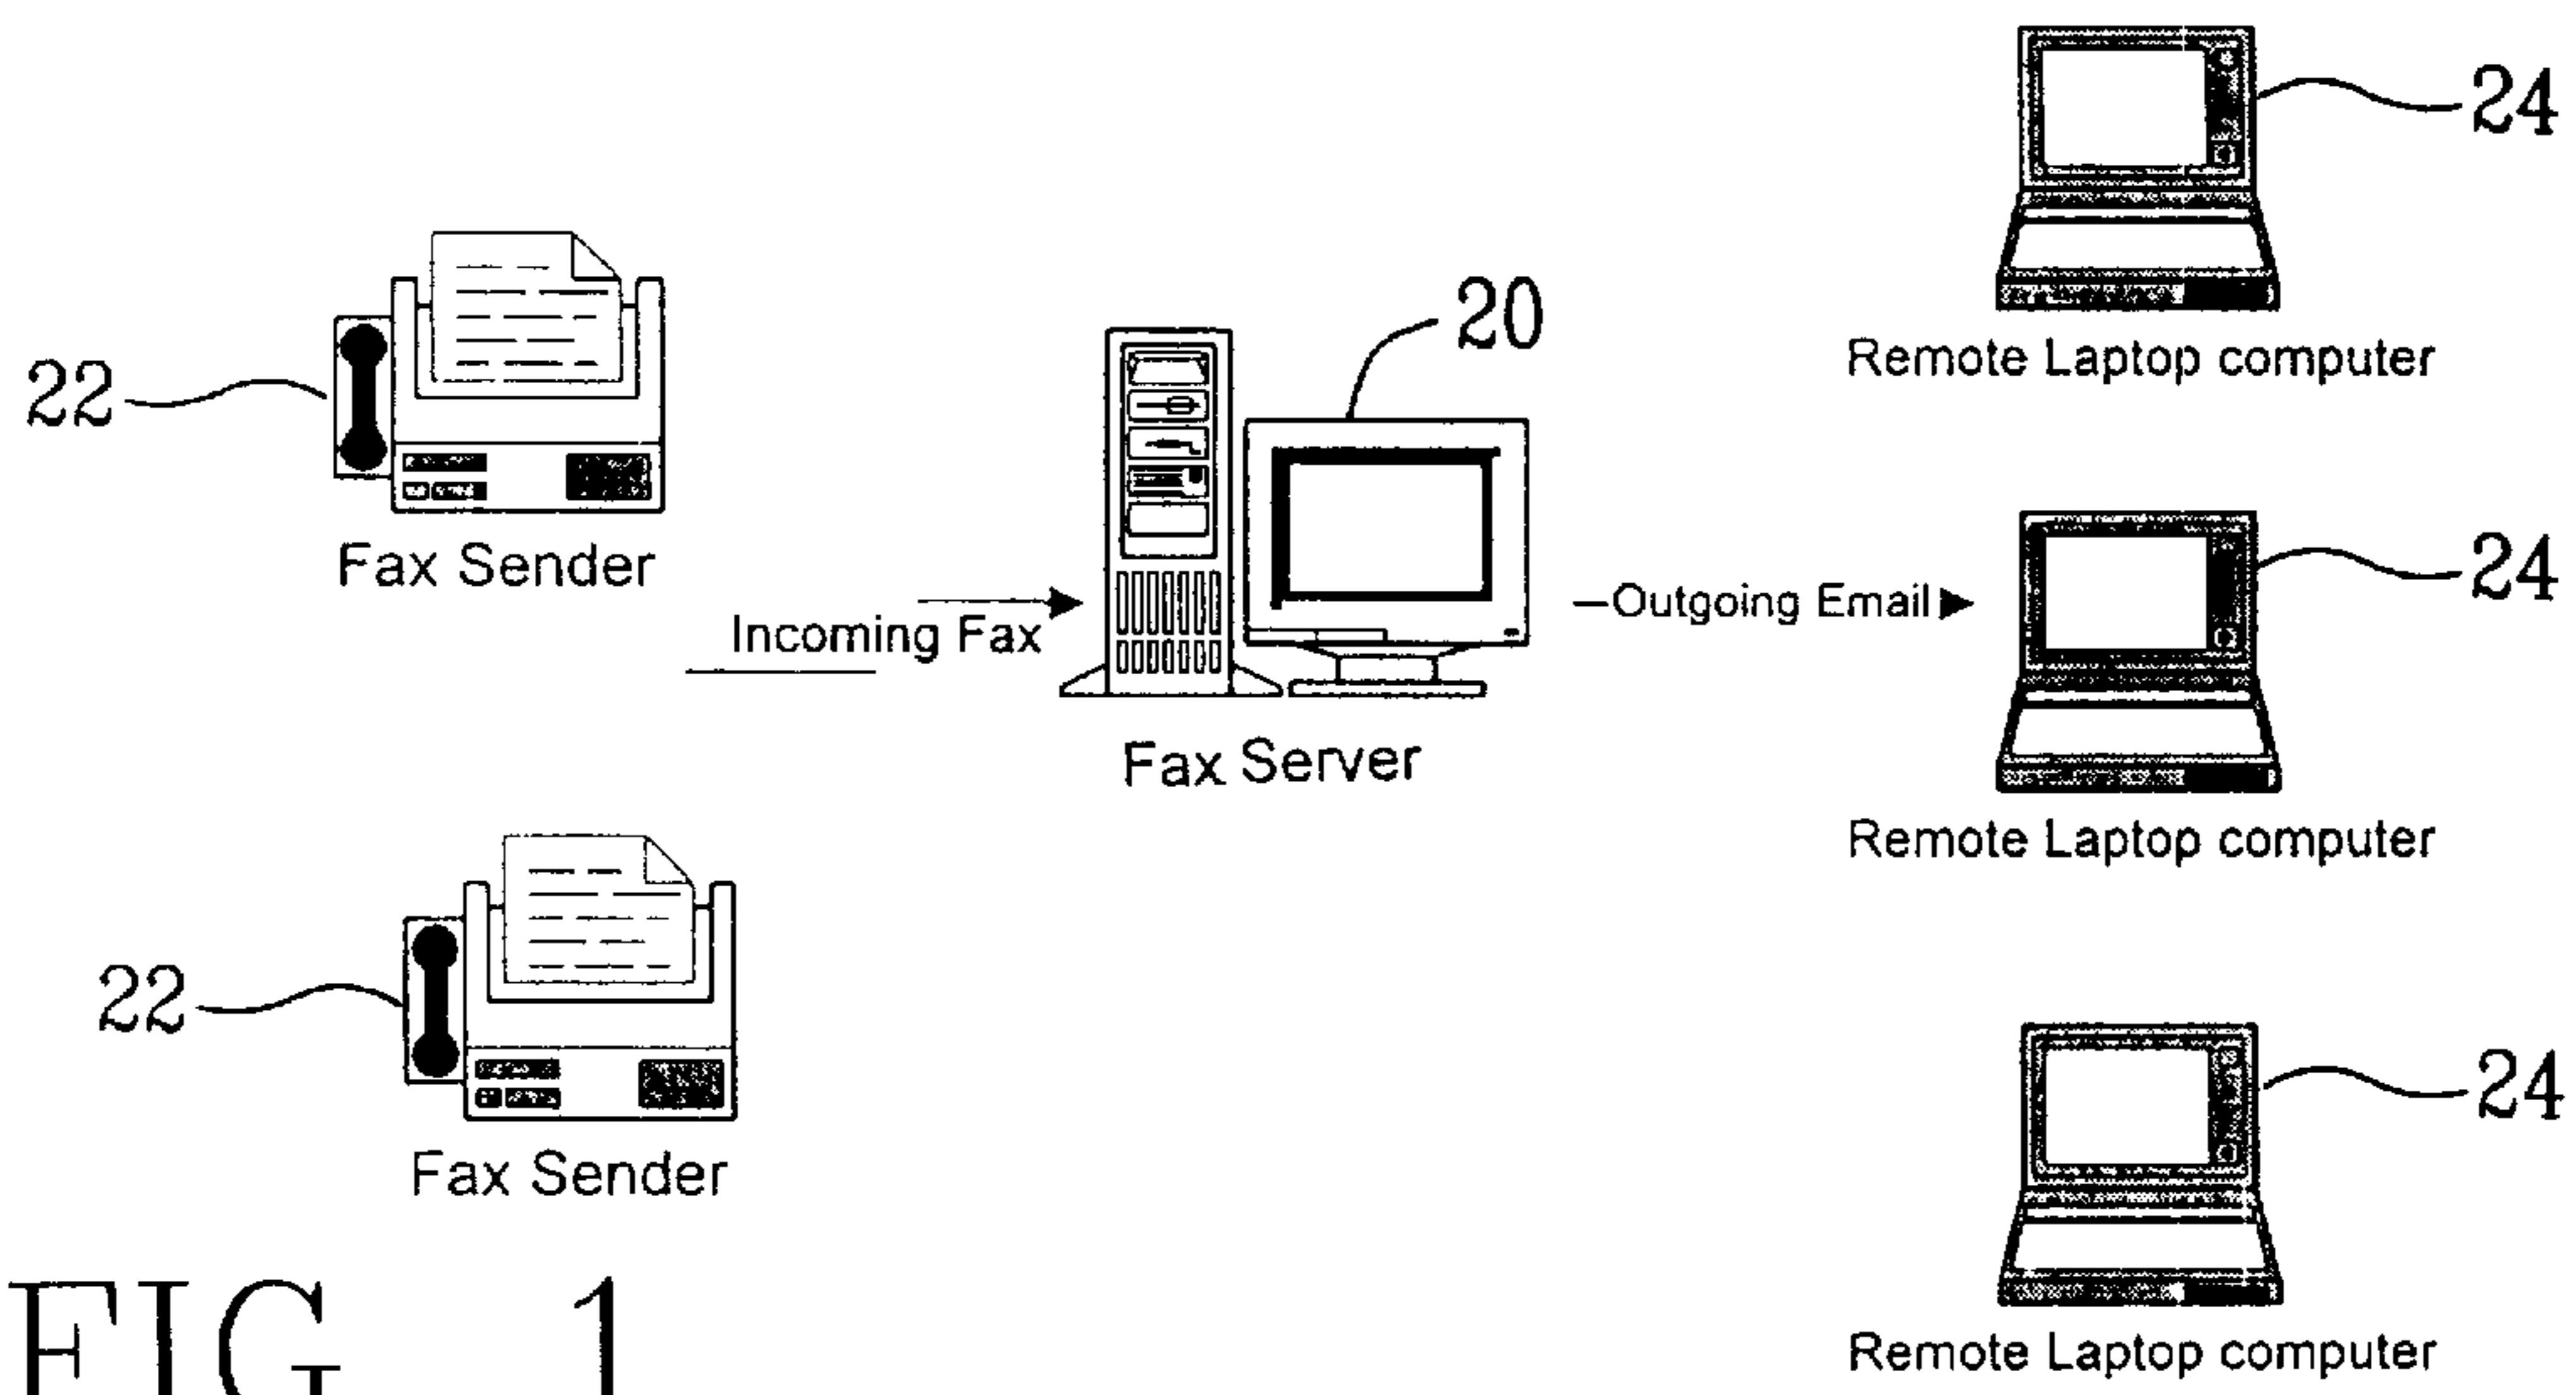 24
Remote Laptop computer
22
Fax Sender
20
Incoming Fax
Fax Server
Outgoing Email
24
Remote Laptop computer
22
Fax Sender
24
Remote Laptop computer
FIG 1